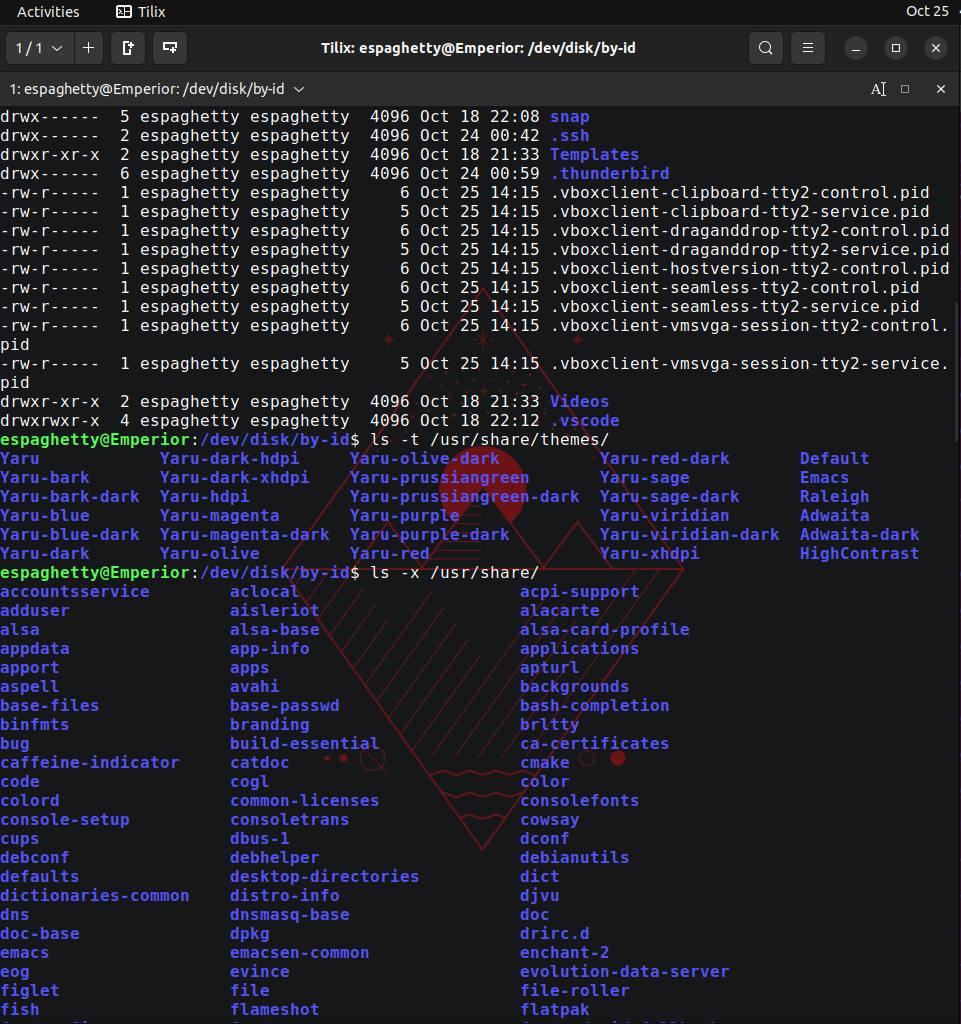 Activities Tilix Oct 25
1 / 1 Tilix: espaghetty@Emperior: /dev/disk/by-id
1: espaghetty@Emperior: /dev/disk/by-id
drwx------  5 espaghetty espaghetty  4096 Oct 18 22:08 snap
drwx------  2 espaghetty espaghetty  4096 Oct 24 00:42 .ssh
drwxr-xr-x  2 espaghetty espaghetty  4096 Oct 18 21:33 Templates
drwx------  6 espaghetty espaghetty  4096 Oct 24 00:59 .thunderbird
-rw-r-----  1 espaghetty espaghetty     6 Oct 25 14:15 .vboxclient-clipboard-tty2-control.pid
-rw-r-----  1 espaghetty espaghetty     5 Oct 25 14:15 .vboxclient-clipboard-tty2-service.pid
-rw-r-----  1 espaghetty espaghetty     6 Oct 25 14:15 .vboxclient-draganddrop-tty2-control.pid
-rw-r-----  1 espaghetty espaghetty     5 Oct 25 14:15 .vboxclient-draganddrop-tty2-service.pid
-rw-r-----  1 espaghetty espaghetty     6 Oct 25 14:15 .vboxclient-hostversion-tty2-control.pid
-rw-r-----  1 espaghetty espaghetty     6 Oct 25 14:15 .vboxclient-seamless-tty2-control.pid
-rw-r-----  1 espaghetty espaghetty     5 Oct 25 14:15 .vboxclient-seamless-tty2-service.pid
-rw-r-----  1 espaghetty espaghetty     6 Oct 25 14:15 .vboxclient-vmsvga-session-tty2-control.
pid
-rw-r-----  1 espaghetty espaghetty     5 Oct 25 14:15 .vboxclient-vmsvga-session-tty2-service.
pid
drwxr-xr-x  2 espaghetty espaghetty  4096 Oct 18 21:33 Videos
drwxrwxr-x  4 espaghetty espaghetty  4096 Oct 18 22:12 .vscode
espaghetty@Emperior:/dev/disk/by-id$ ls -t /usr/share/themes/
Yaru Yaru-dark-hdpi Yaru-olive-dark Yaru-red-dark Default
Yaru-bark Yaru-dark-xhdpi Yaru-prussiangreen Yaru-sage Emacs
Yaru-bark-dark Yaru-hdpi Yaru-prussiangreen-dark Yaru-sage-dark Raleigh
Yaru-blue Yaru-magenta Yaru-purple Yaru-viridian Adwaita
Yaru-blue-dark Yaru-magenta-dark Yaru-purple-dark Yaru-viridian-dark Adwaita-dark
Yaru-dark Yaru-olive Yaru-red Yaru-xhdpi HighContrast
espaghetty@Emperior:/dev/disk/by-id$ ls -x /usr/share/
accountsservice aclocal acpi-support
adduser aisleriot alacarte
alsa alsa-base alsa-card-profile
appdata app-info applications
apport apps apturl
aspell avahi backgrounds
base-files base-passwd bash-completion
binfmts branding brltty
bug build-essential ca-certificates
caffeine-indicator catdoc cmake
code cogl color
colord common-licenses consolefonts
console-setup consoletrans cowsay
cups dbus-1 dconf
debconf debhelper debianutils
defaults desktop-directories dict
dictionaries-common distro-info djvu
dns dnsmasq-base doc
doc-base dpkg drirc.d
emacs emacsen-common enchant-2
eog evince evolution-data-server
figlet file file-roller
fish flameshot flatpak